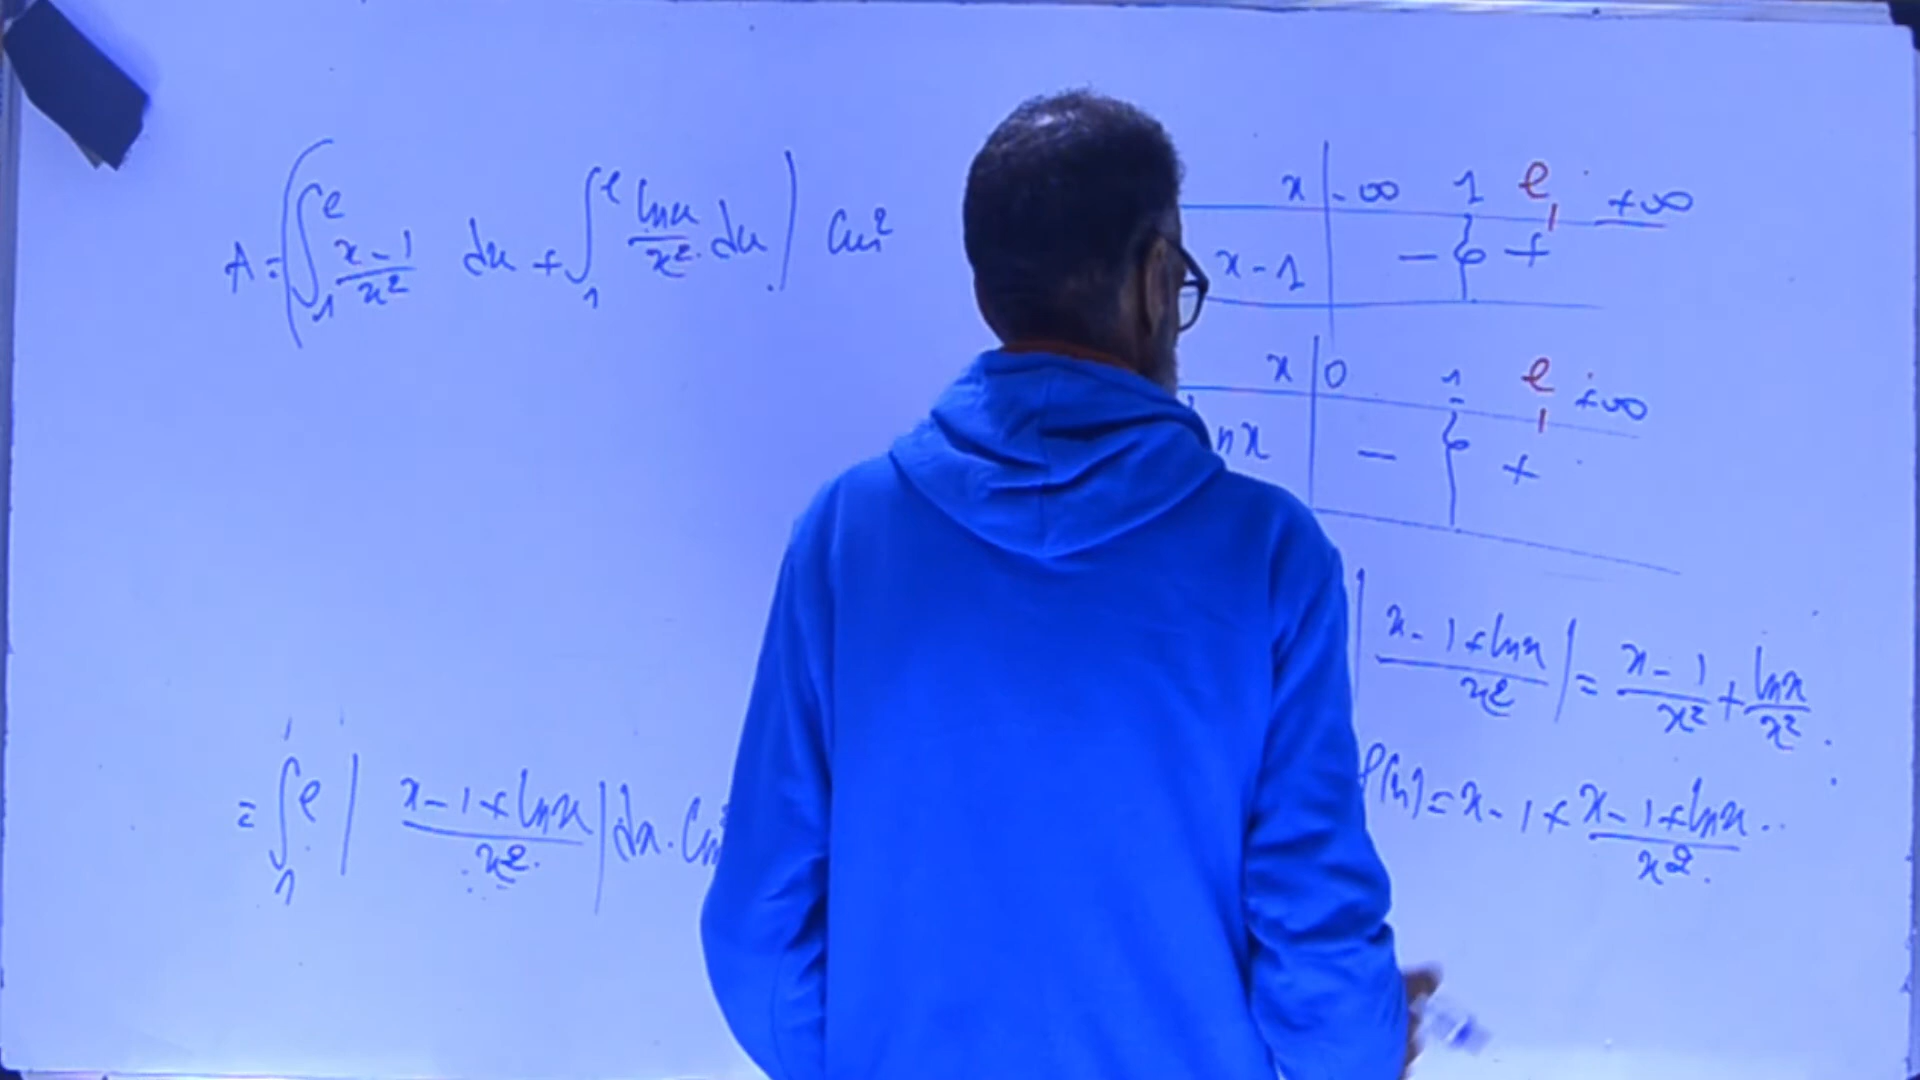 A = ( ∫₁ᵉ (x - 1)/x² dx + ∫₁ᵉ lnx/x² dx ) cm²
= ∫₁ᵉ | (x - 1 + lnx)/x² | dx . cm
x | -∞ 1 e +∞
x - 1 | - 0 +
x | 0 1 e +∞
nx | - 0 +
| (x - 1 + lnx)/x² | = (x - 1)/x² + lnx/x² .
f(x) = x - 1 + (x - 1 + lnx)/x² ..